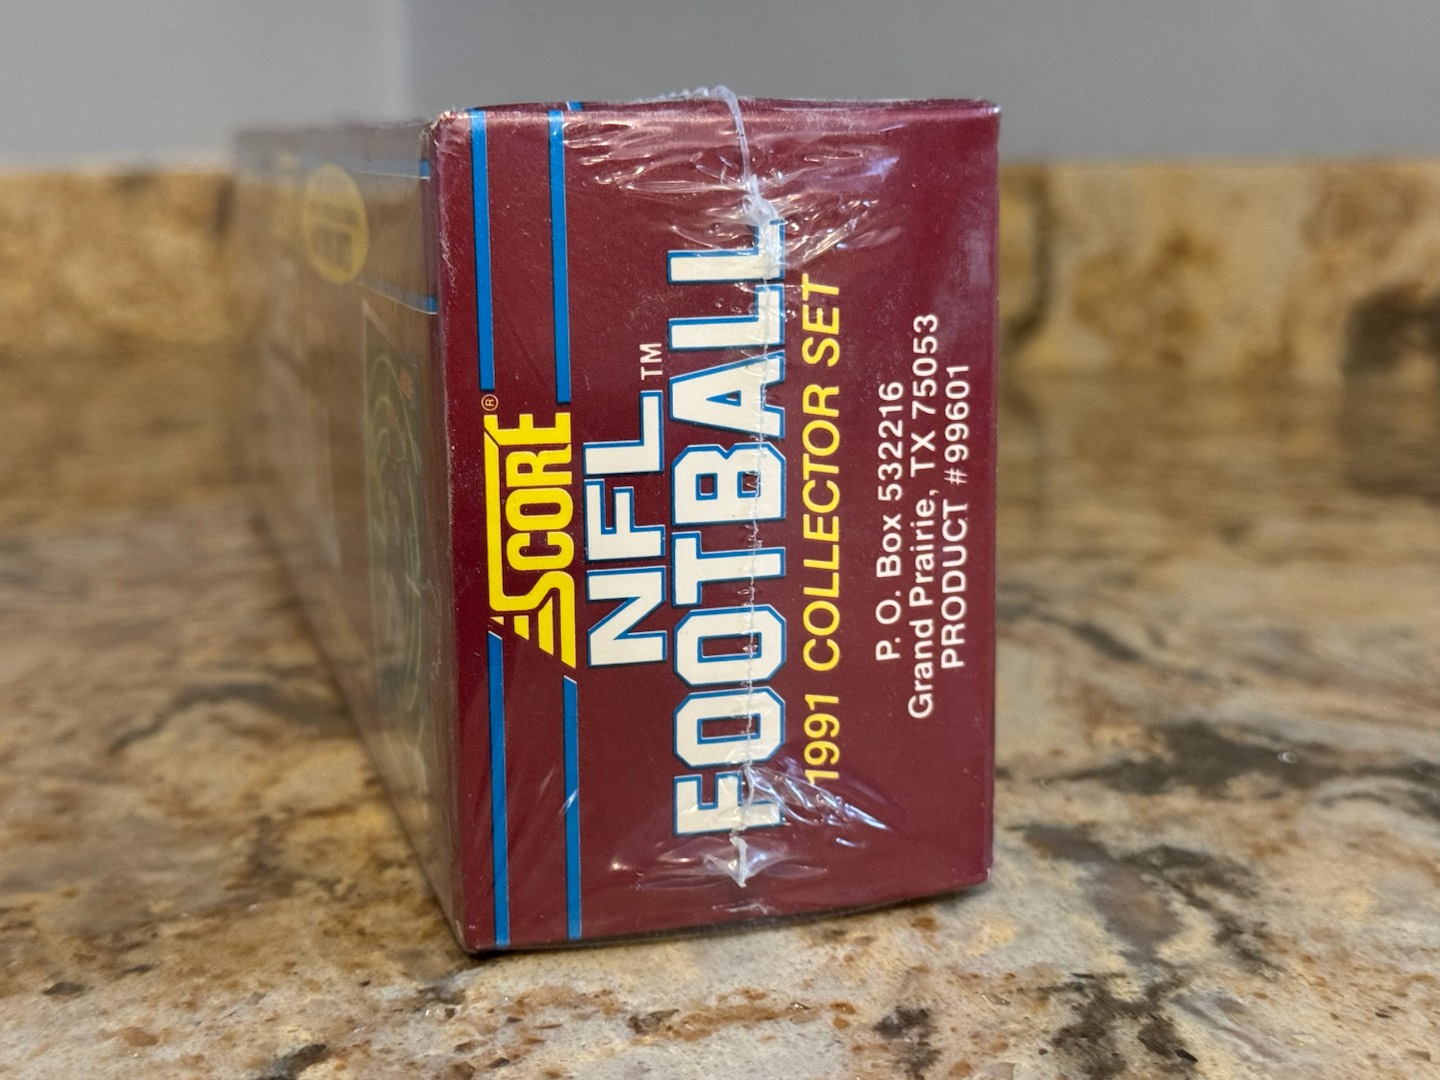 SCORE®
NFL™
FOOTBALL
1991 COLLECTOR SET
P. O. Box 532216
Grand Prairie, TX 75053
PRODUCT #99601